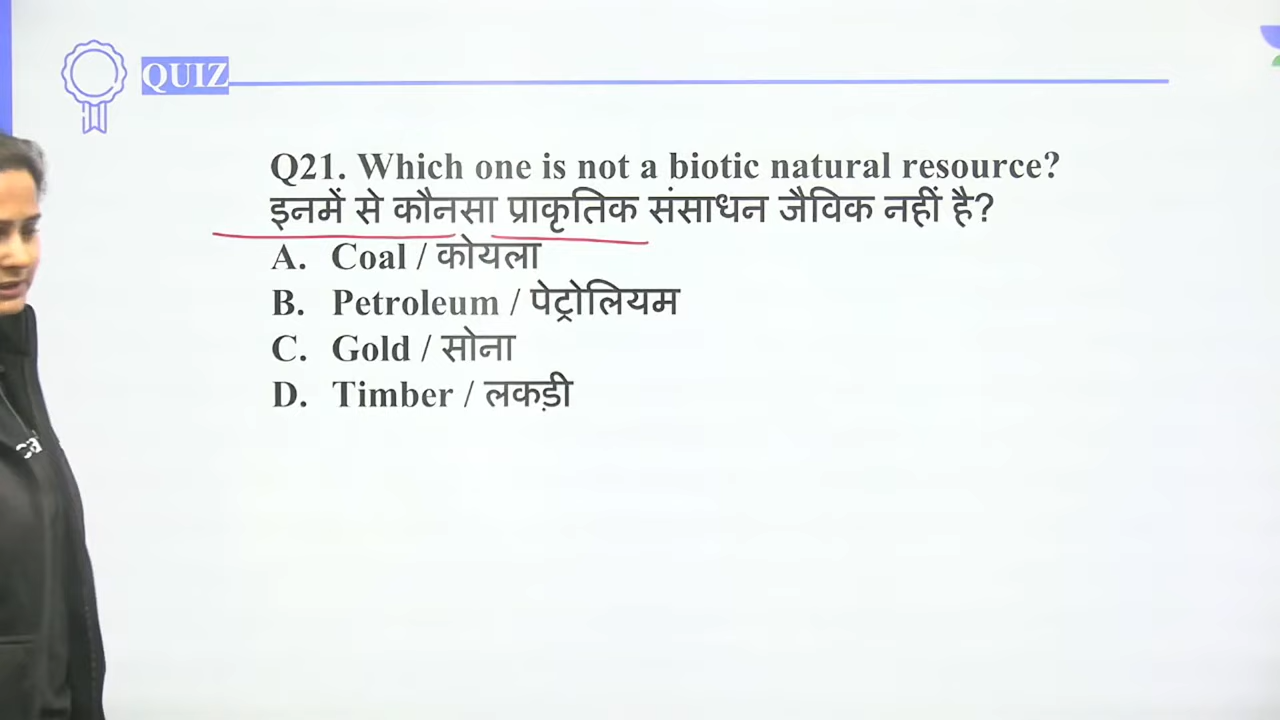 QUIZ
Q21. Which one is not a biotic natural resource?
इनमें से कौनसा प्राकृतिक संसाधन जैविक नहीं है?
A. Coal / कोयला
B. Petroleum / पेट्रोलियम
C. Gold / सोना
D. Timber / लकड़ी